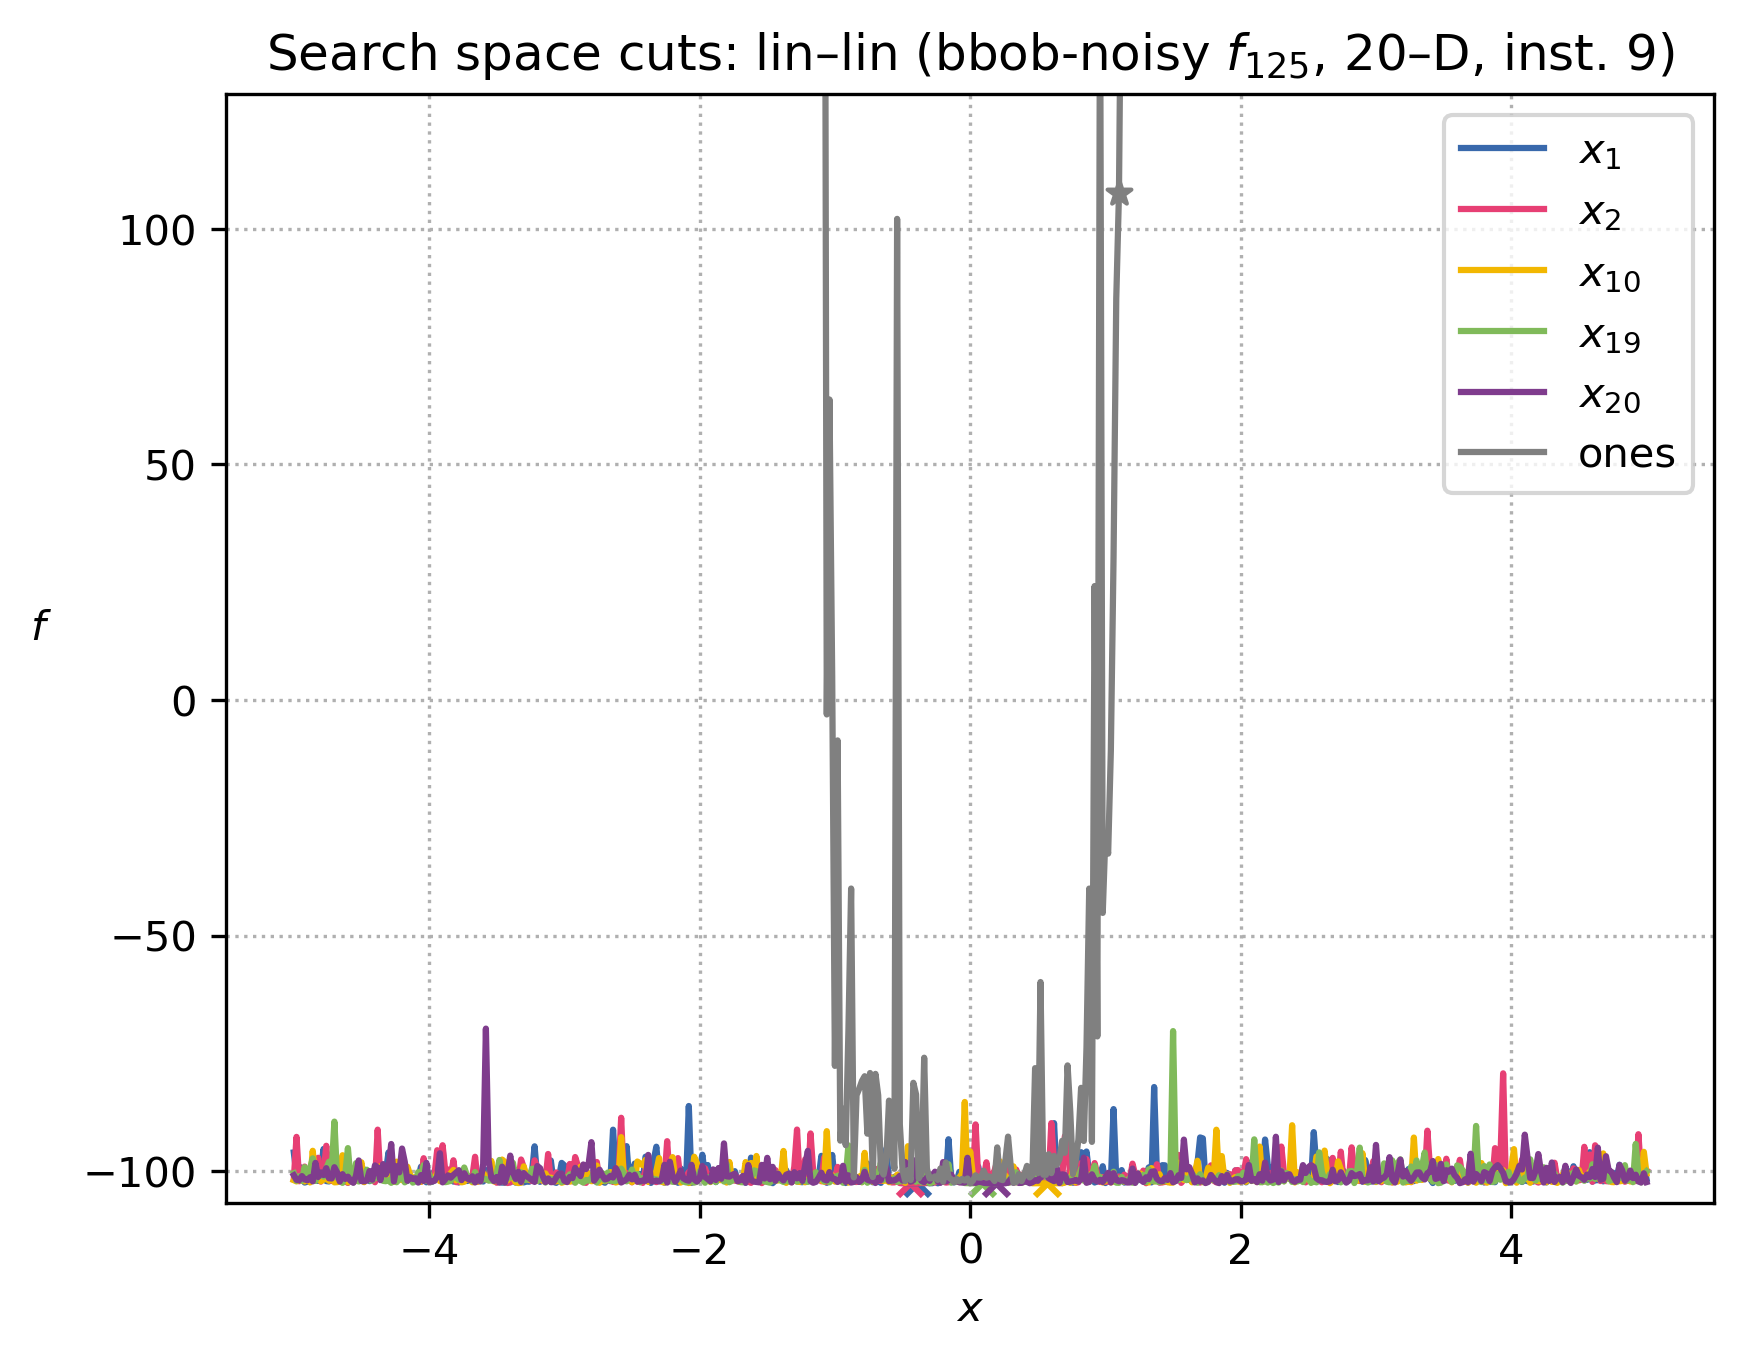 Search space cuts: lin–lin (bbob-noisy f₁₂₅, 20–D, inst. 9)
x₁
x₂
x₁₀
x₁₉
x₂₀
ones
100
50
0
−50
−100
f
−4
−2
0
2
4
x